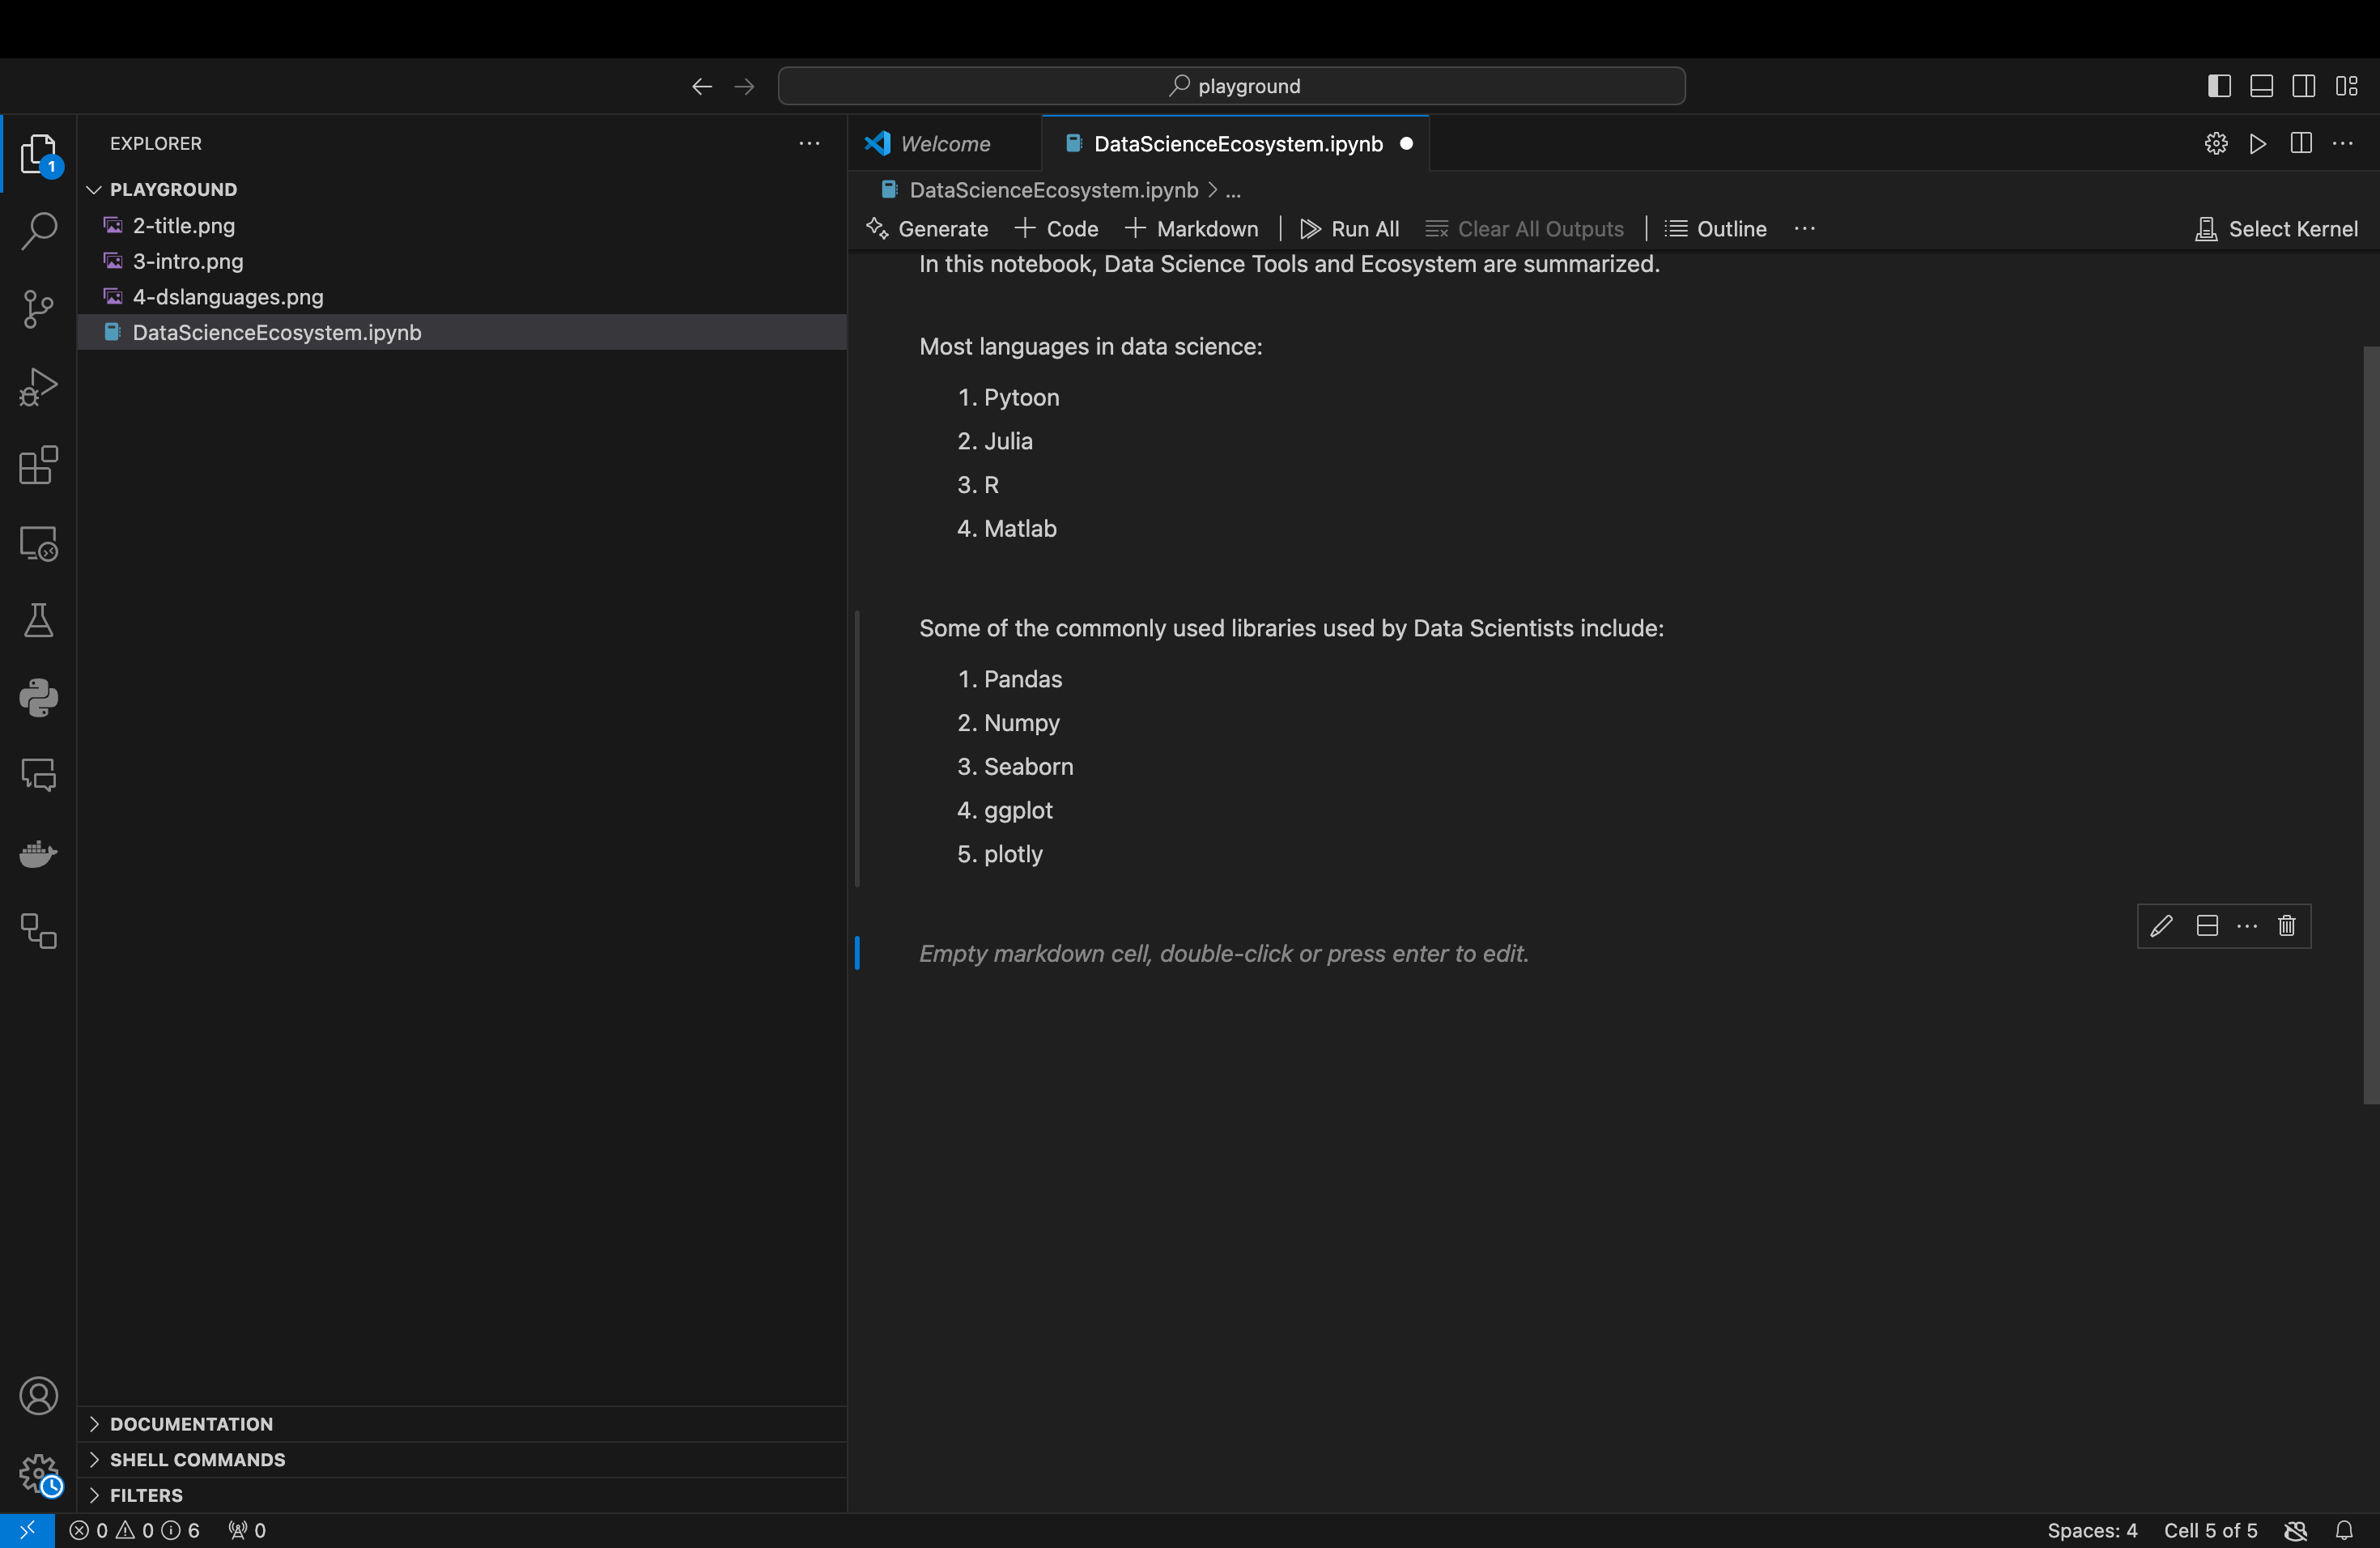 playground
EXPLORER
PLAYGROUND
2-title.png
3-intro.png
4-dslanguages.png
DataScienceEcosystem.ipynb
DOCUMENTATION
SHELL COMMANDS
FILTERS
Welcome
DataScienceEcosystem.ipynb
DataScienceEcosystem.ipynb > ...
Generate + Code + Markdown Run All Clear All Outputs Outline ... Select Kernel
In this notebook, Data Science Tools and Ecosystem are summarized.
Most languages in data science:
1. Pytoon
2. Julia
3. R
4. Matlab
Some of the commonly used libraries used by Data Scientists include:
1. Pandas
2. Numpy
3. Seaborn
4. ggplot
5. plotly
Empty markdown cell, double-click or press enter to edit.
1
0 0 6 0
Spaces: 4 Cell 5 of 5